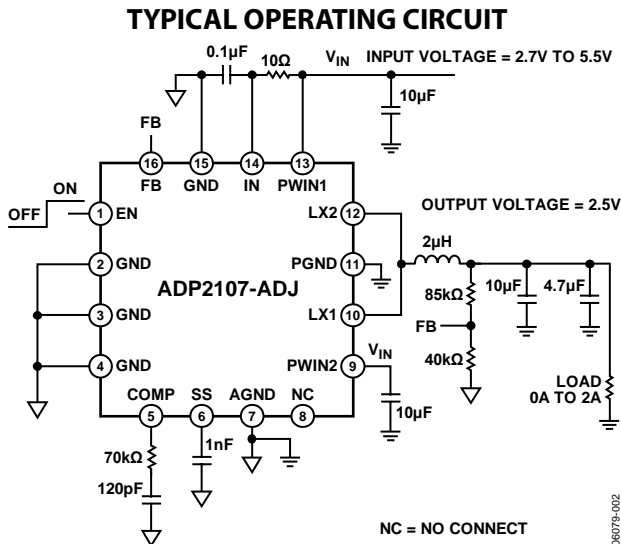 TYPICAL OPERATING CIRCUIT
0.1µF
10Ω
VIN
INPUT VOLTAGE = 2.7V TO 5.5V
10µF
FB
16
15
14
13
FB
GND
IN
PWIN1
ON
OFF
1
EN
LX2
12
OUTPUT VOLTAGE = 2.5V
2µH
2
GND
PGND
11
ADP2107-ADJ
85kΩ
10µF
4.7µF
3
GND
LX1
10
FB
40kΩ
4
GND
PWIN2
9
VIN
LOAD
0A TO 2A
COMP
SS
AGND
NC
5
6
7
8
10µF
70kΩ
1nF
120pF
NC = NO CONNECT
06079-002